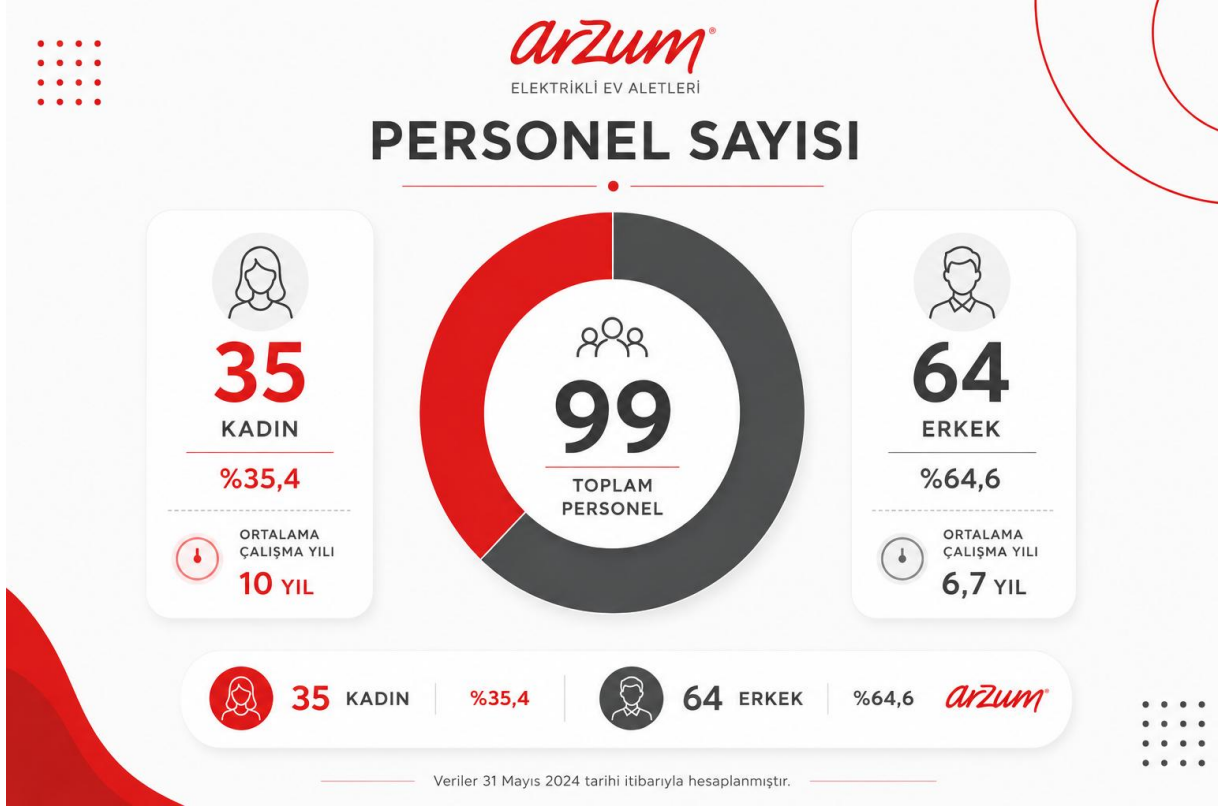 arzum®
ELEKTRİKLİ EV ALETLERİ
PERSONEL SAYISI
35
KADIN
%35,4
ORTALAMA
ÇALIŞMA YILI
10 YIL
99
TOPLAM
PERSONEL
64
ERKEK
%64,6
ORTALAMA
ÇALIŞMA YILI
6,7 YIL
35 KADIN %35,4 64 ERKEK %64,6 arzum®
Veriler 31 Mayıs 2024 tarihi itibarıyla hesaplanmıştır.